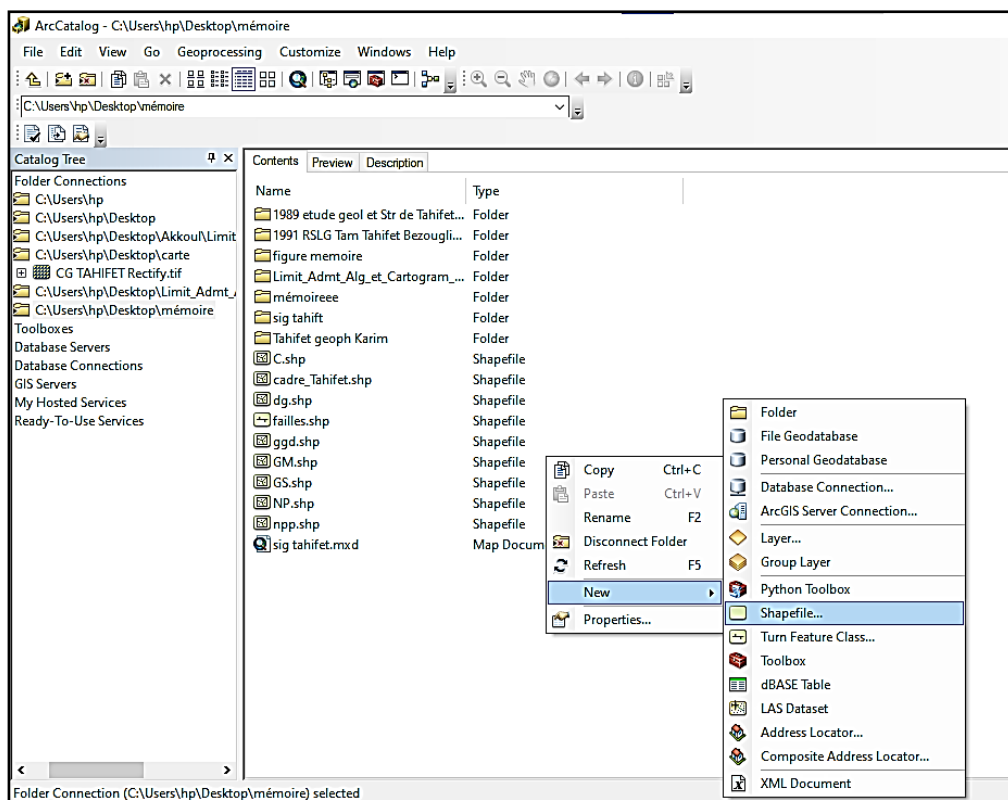 ArcCatalog - C:\Users\hp\Desktop\mémoire
File Edit View Go Geoprocessing Customize Windows Help
C:\Users\hp\Desktop\mémoire
Catalog Tree
Folder Connections
C:\Users\hp
C:\Users\hp\Desktop
C:\Users\hp\Desktop\Akkoul\Limit
C:\Users\hp\Desktop\carte
CG TAHIFET Rectify.tif
C:\Users\hp\Desktop\Limit_Admt_A
C:\Users\hp\Desktop\mémoire
Toolboxes
Database Servers
Database Connections
GIS Servers
My Hosted Services
Ready-To-Use Services
Contents Preview Description
Name Type
1989 etude geol et Str de Tahifet... Folder
1991 RSLG Tam Tahifet Bezougli... Folder
figure memoire Folder
Limit_Admt_Alg_et_Cartogram_... Folder
mémoireee Folder
sig tahift Folder
Tahifet geoph Karim Folder
C.shp Shapefile
cadre_Tahifet.shp Shapefile
dg.shp Shapefile
failles.shp Shapefile
ggd.shp Shapefile
GM.shp Shapefile
GS.shp Shapefile
NP.shp Shapefile
npp.shp Shapefile
sig tahifet.mxd Map Docum
Copy Ctrl+C
Paste Ctrl+V
Rename F2
Disconnect Folder
Refresh F5
New
Properties...
Folder
File Geodatabase
Personal Geodatabase
Database Connection...
ArcGIS Server Connection...
Layer...
Group Layer
Python Toolbox
Shapefile...
Turn Feature Class...
Toolbox
dBASE Table
LAS Dataset
Address Locator...
Composite Address Locator...
XML Document
Folder Connection (C:\Users\hp\Desktop\mémoire) selected